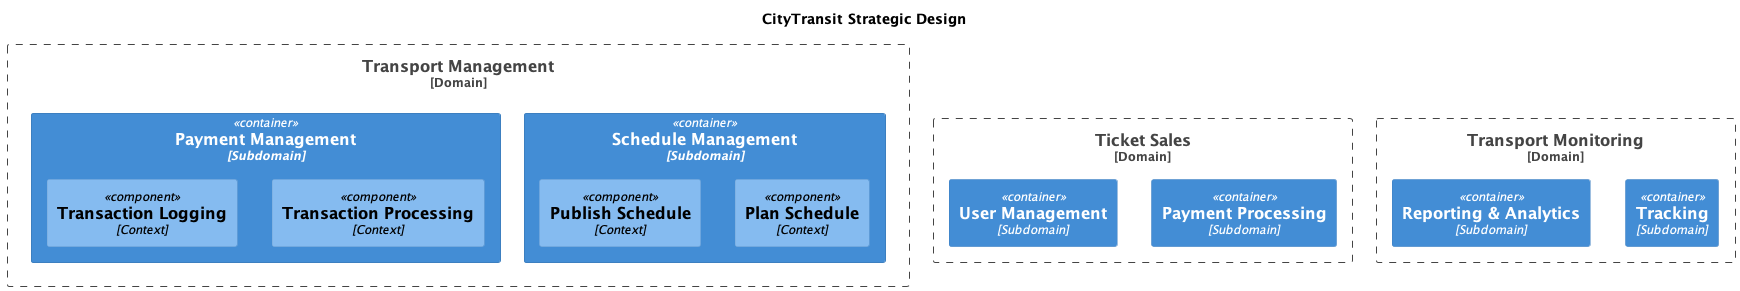 CityTransit Strategic Design
Transport Management
[Domain]
«container»
Payment Management
[Subdomain]
«component»
Transaction Logging
[Context]
«component»
Transaction Processing
[Context]
«container»
Schedule Management
[Subdomain]
«component»
Publish Schedule
[Context]
«component»
Plan Schedule
[Context]
Ticket Sales
[Domain]
«container»
User Management
[Subdomain]
«container»
Payment Processing
[Subdomain]
Transport Monitoring
[Domain]
«container»
Reporting & Analytics
[Subdomain]
«container»
Tracking
[Subdomain]